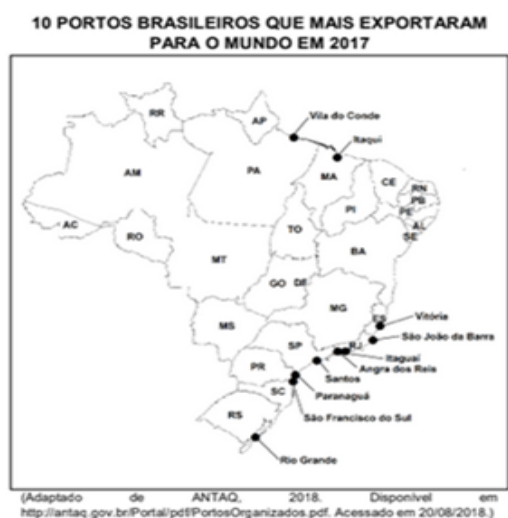 10 PORTOS BRASILEIROS QUE MAIS EXPORTARAM
PARA O MUNDO EM 2017
RR
AP
Vila do Conde
Itaqui
AM
PA
MA
CE
RN
PB
PE
AL
SE
PI
AC
RO
TO
BA
MT
GO
DF
MG
ES
Vitória
MS
SP
RJ
São João da Barra
Itaguaí
Angra dos Reis
Santos
PR
Paranaguá
SC
São Francisco do Sul
RS
Rio Grande
(Adaptado de ANTAQ, 2018. Disponível em
http://antaq.gov.br/Portal/pdf/PortosOrganizados.pdf. Acessado em 20/08/2018.)